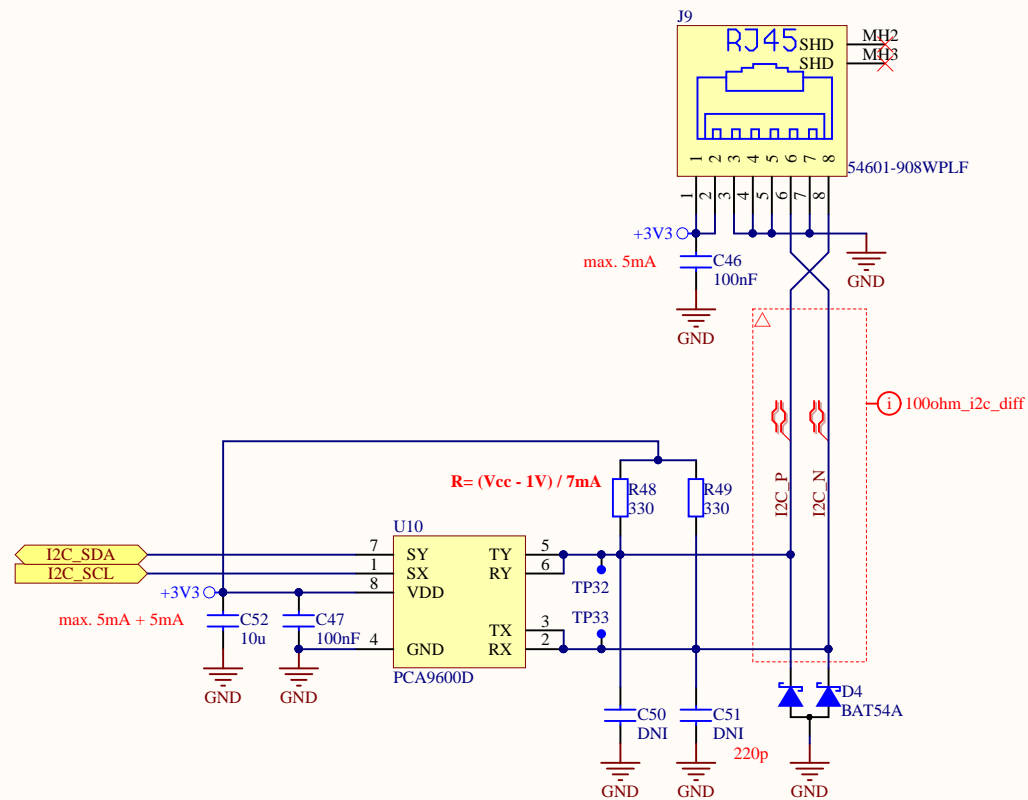 J9
RJ45
SHD
MH2
SHD
MH3
1 2 3 4 5 6 7 8
54601-908WPLF
1 2 3 4 5 6 7 8
+3V3
max. 5mA
C46
100nF
GND
GND
i
100ohm_i2c_diff
I2C_P
I2C_N
R= (Vcc - 1V) / 7mA
R48
330
R49
330
U10
I2C_SDA
7
SY
TY
5
I2C_SCL
1
SX
RY
6
+3V3
8
VDD
TP32
max. 5mA + 5mA
C52
10u
C47
100nF
TP33
TX
3
4
GND
RX
2
PCA9600D
GND
GND
D4
BAT54A
C50
DNI
C51
DNI
220p
GND
GND
GND